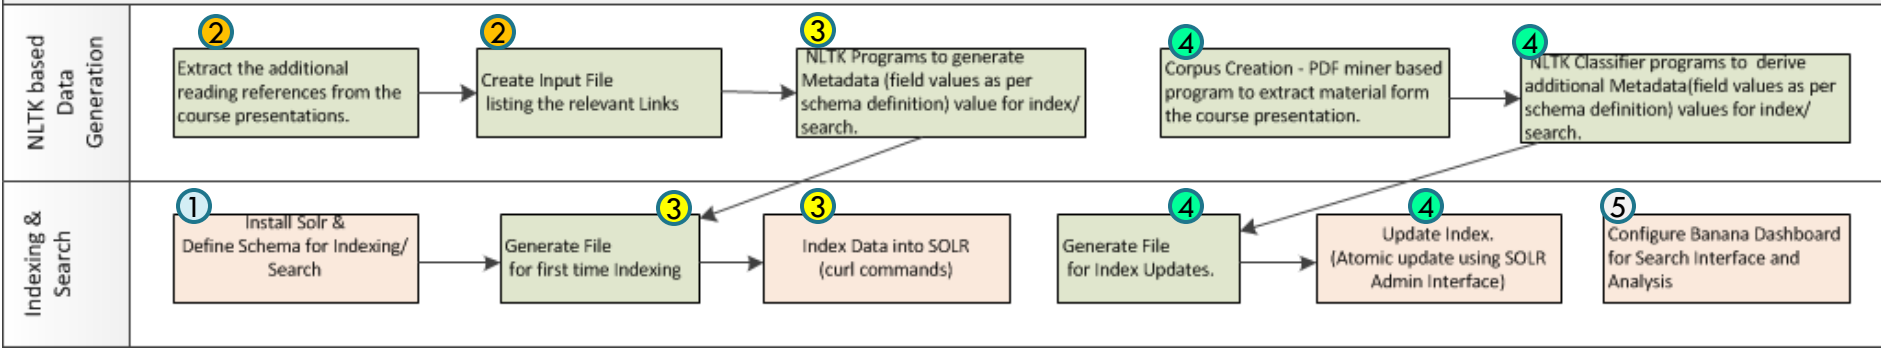 NLTK based
Data
Generation
2
Extract the additional
reading references from the
course presentations.
2
Create Input File
listing the relevant Links
3
NLTK Programs to generate
Metadata (field values as per
schema definition) value for index/
search.
4
Corpus Creation - PDF miner based
program to extract material form
the course presentation.
4
NLTK Classifier programs to derive
additional Metadata(field values as per
schema definition) values for index/
search.
Indexing &
Search
1
Install Solr &
Define Schema for Indexing/
Search
3
Generate File
for first time Indexing
3
Index Data into SOLR
(curl commands)
4
Generate File
for Index Updates.
4
Update Index.
(Atomic update using SOLR
Admin Interface)
5
Configure Banana Dashboard
for Search Interface and
Analysis